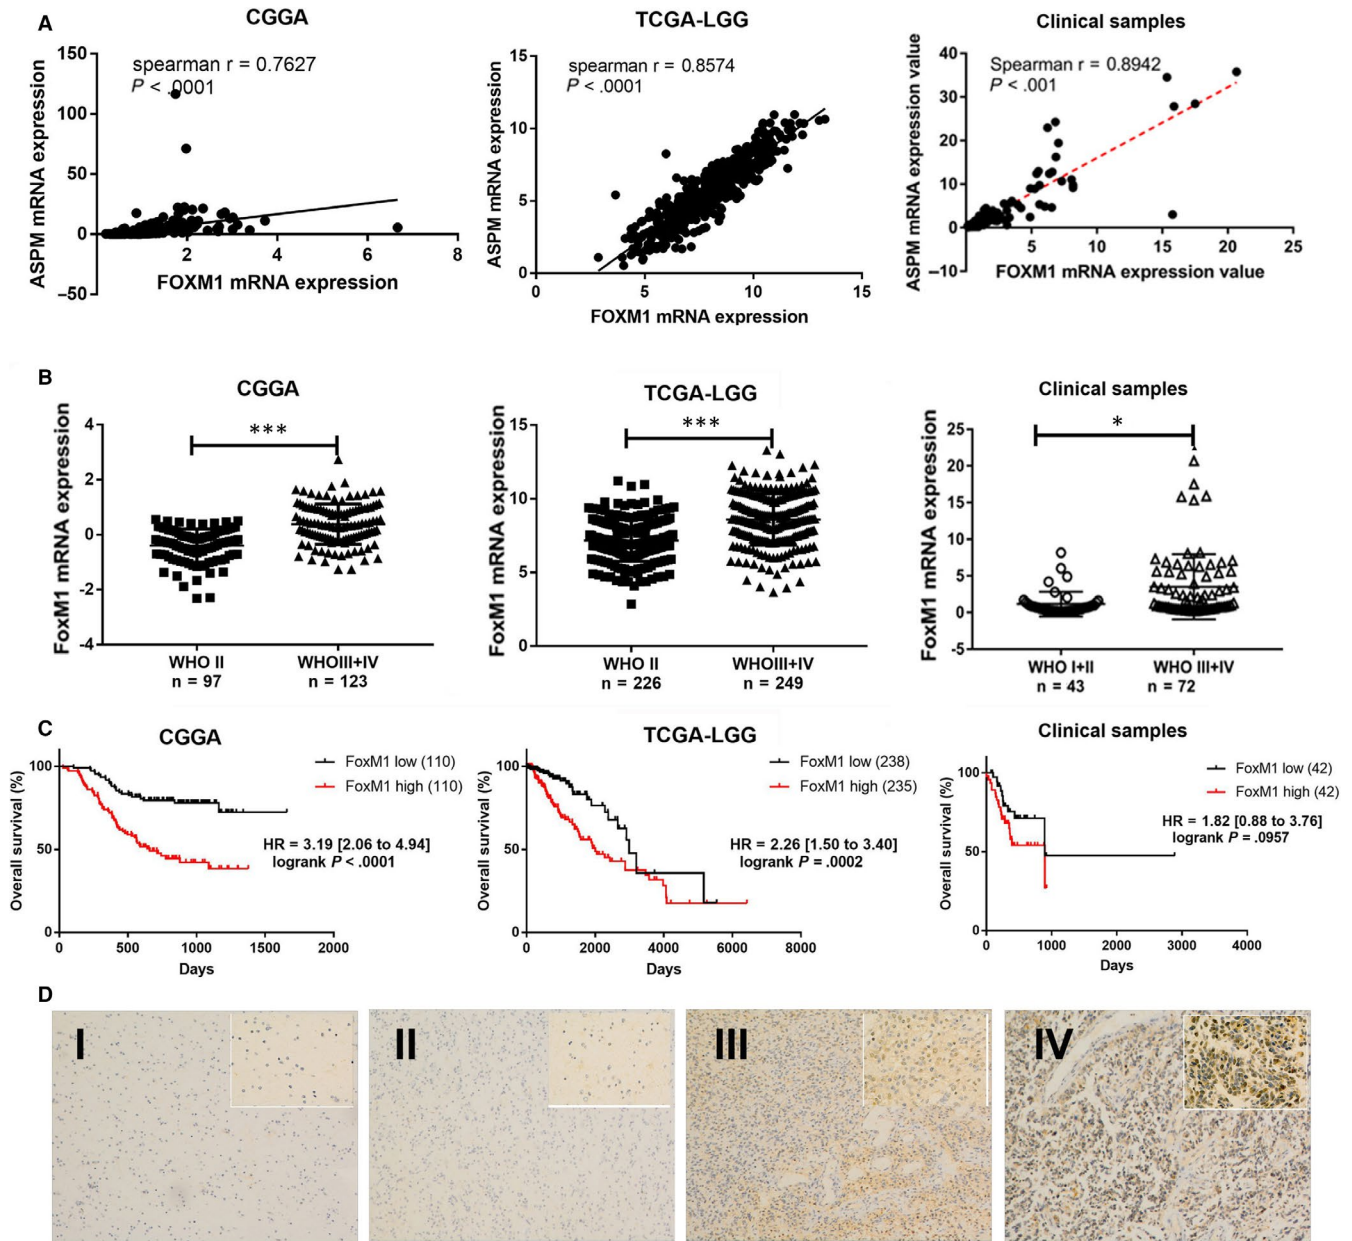 A
CGGA
spearman r = 0.7627
P < .0001
ASPM mRNA expression
150
100
50
0
–50
2
4
6
8
FOXM1 mRNA expression
TCGA-LGG
spearman r = 0.8574
P < .0001
ASPM mRNA expression
15
10
5
0
0
5
10
15
FOXM1 mRNA expression
Clinical samples
Spearman r = 0.8942
P < .001
ASPM mRNA expression value
40
30
20
10
0
–10
5
10
15
20
25
FOXM1 mRNA expression value
B
CGGA
***
FoxM1 mRNA expression
4
2
0
-2
-4
WHO II
n = 97
WHOIII+IV
n = 123
TCGA-LGG
***
FoxM1 mRNA expression
15
10
5
0
WHO II
n = 226
WHOIII+IV
n = 249
Clinical samples
*
FoxM1 mRNA expression
25
20
15
10
5
0
-5
WHO I+II
n = 43
WHO III+IV
n = 72
C
CGGA
FoxM1 low (110)
FoxM1 high (110)
HR = 3.19 [2.06 to 4.94]
logrank P < .0001
Overall survival (%)
100
50
0
0
500
1000
1500
2000
Days
TCGA-LGG
FoxM1 low (238)
FoxM1 high (235)
HR = 2.26 [1.50 to 3.40]
logrank P = .0002
Overall survival (%)
100
50
0
0
2000
4000
6000
8000
Days
Clinical samples
FoxM1 low (42)
FoxM1 high (42)
HR = 1.82 [0.88 to 3.76]
logrank P = .0957
Overall survival (%)
100
50
0
0
1000
2000
3000
4000
Days
D
I
II
III
IV